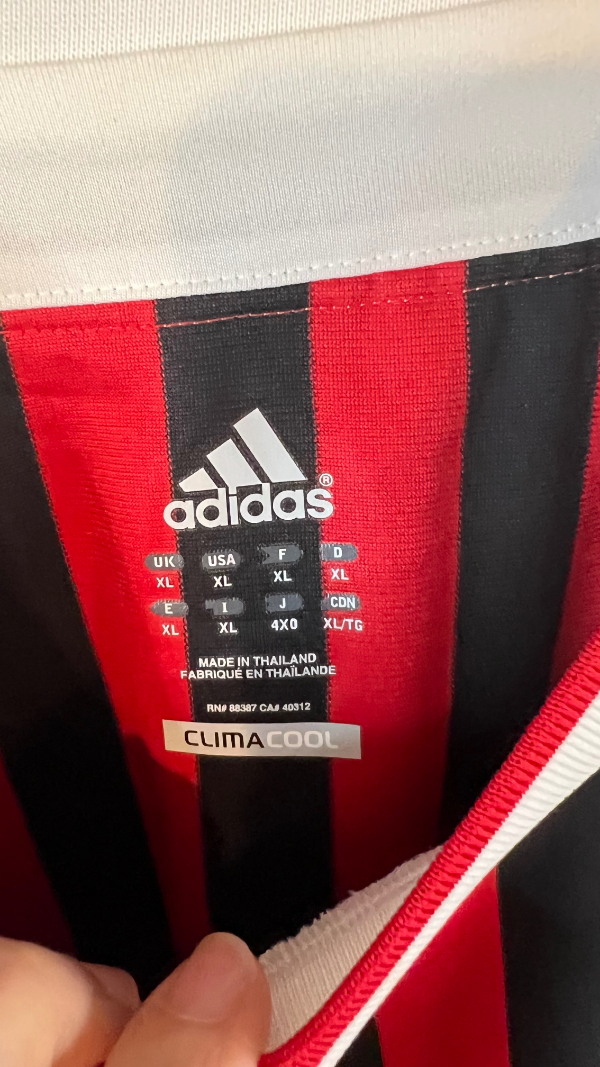 adidas®
UK USA F D
XL XL XL XL
E I J CDN
XL XL 4XO XL/TG
MADE IN THAILAND
FABRIQUÉ EN THAÏLANDE
RN# 88387 CA# 40312
CLIMACOOL